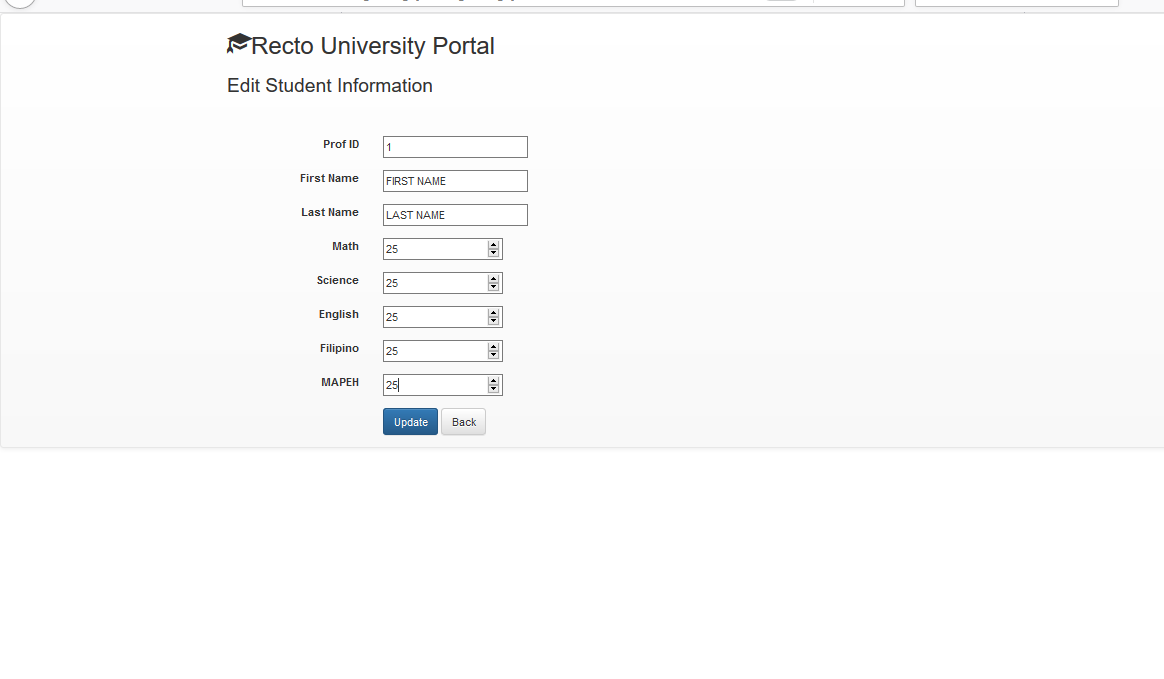 Recto University Portal
Edit Student Information
Prof ID 1
First Name FIRST NAME
Last Name LAST NAME
Math 25
Science 25
English 25
Filipino 25
MAPEH 25
Update Back